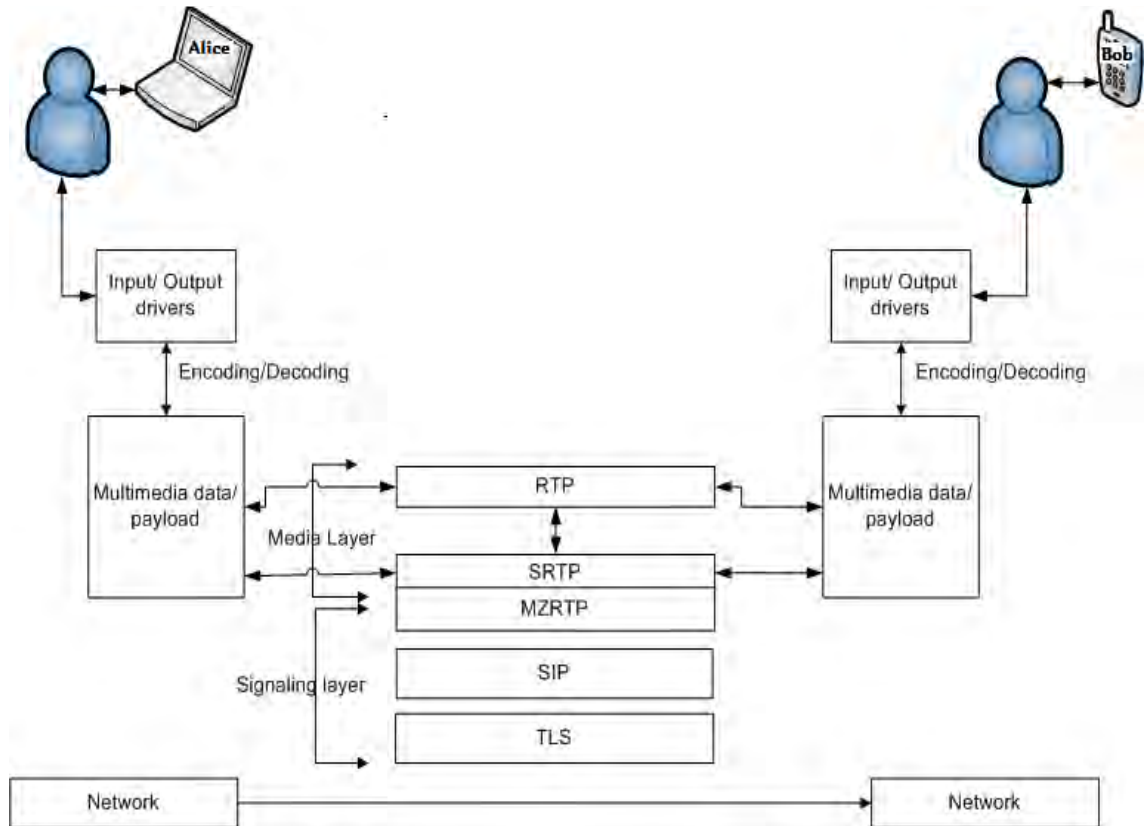 Alice
Bob
Input/ Output
drivers
Input/ Output
drivers
Encoding/Decoding
Encoding/Decoding
Multimedia data/
payload
RTP
Multimedia data/
payload
Media Layer
SRTP
MZRTP
SIP
Signaling layer
TLS
Network
Network